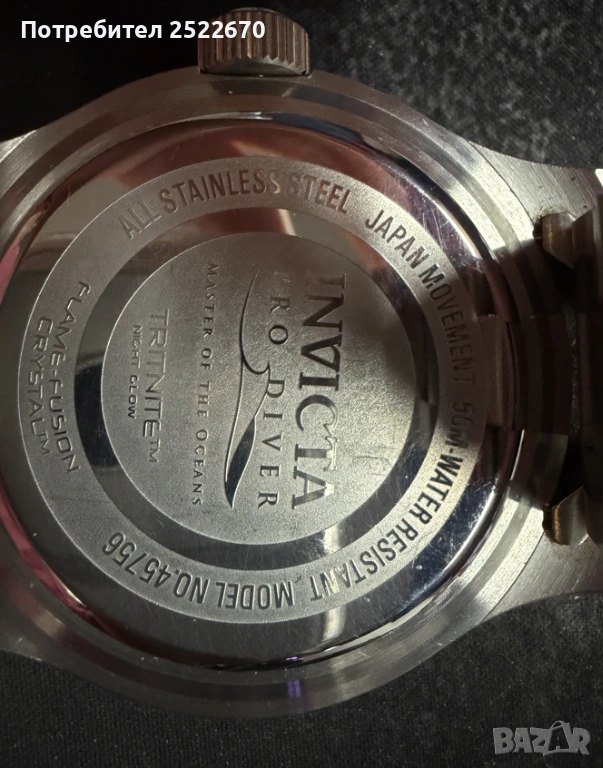 Потребител 2522670
ALL STAINLESS STEEL JAPAN MOVEMENT 50M-WATER RESISTANT MODEL NO.45756
FLAME-FUSION
CRYSTAL™
INVICTA
PRO DIVER
MASTER OF THE OCEANS
TRITNITE™
NIGHT GLOW
BAZAR